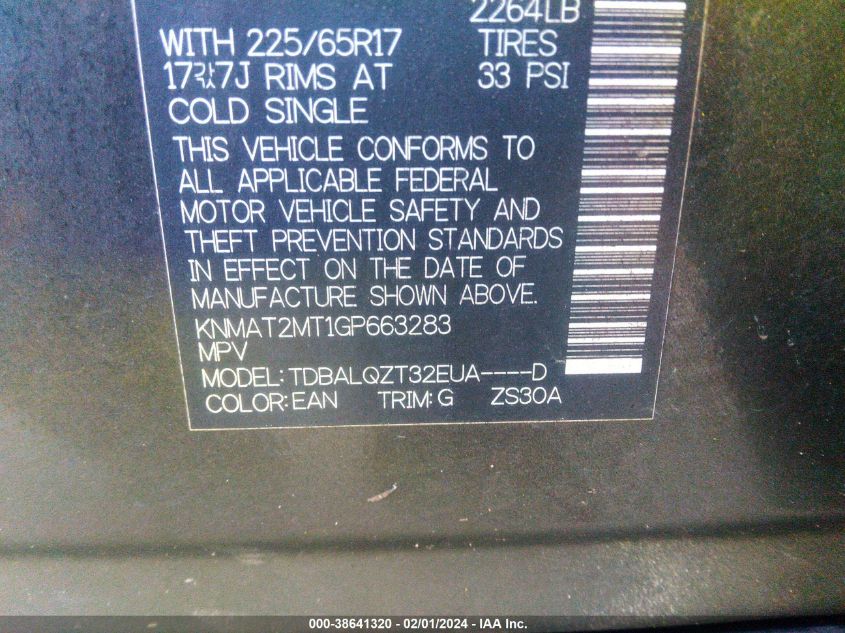 2264LB
WITH 225/65R17 TIRES
17 7J RIMS AT 33 PSI
COLD SINGLE
THIS VEHICLE CONFORMS TO
ALL APPLICABLE FEDERAL
MOTOR VEHICLE SAFETY AND
THEFT PREVENTION STANDARDS
IN EFFECT ON THE DATE OF
MANUFACTURE SHOWN ABOVE.
KNMAT2MT1GP663283
MPV
MODEL:TDBALQZT32EUA----D
COLOR:EAN TRIM:G ZS30A
000-38641320 - 02/01/2024 - IAA Inc.